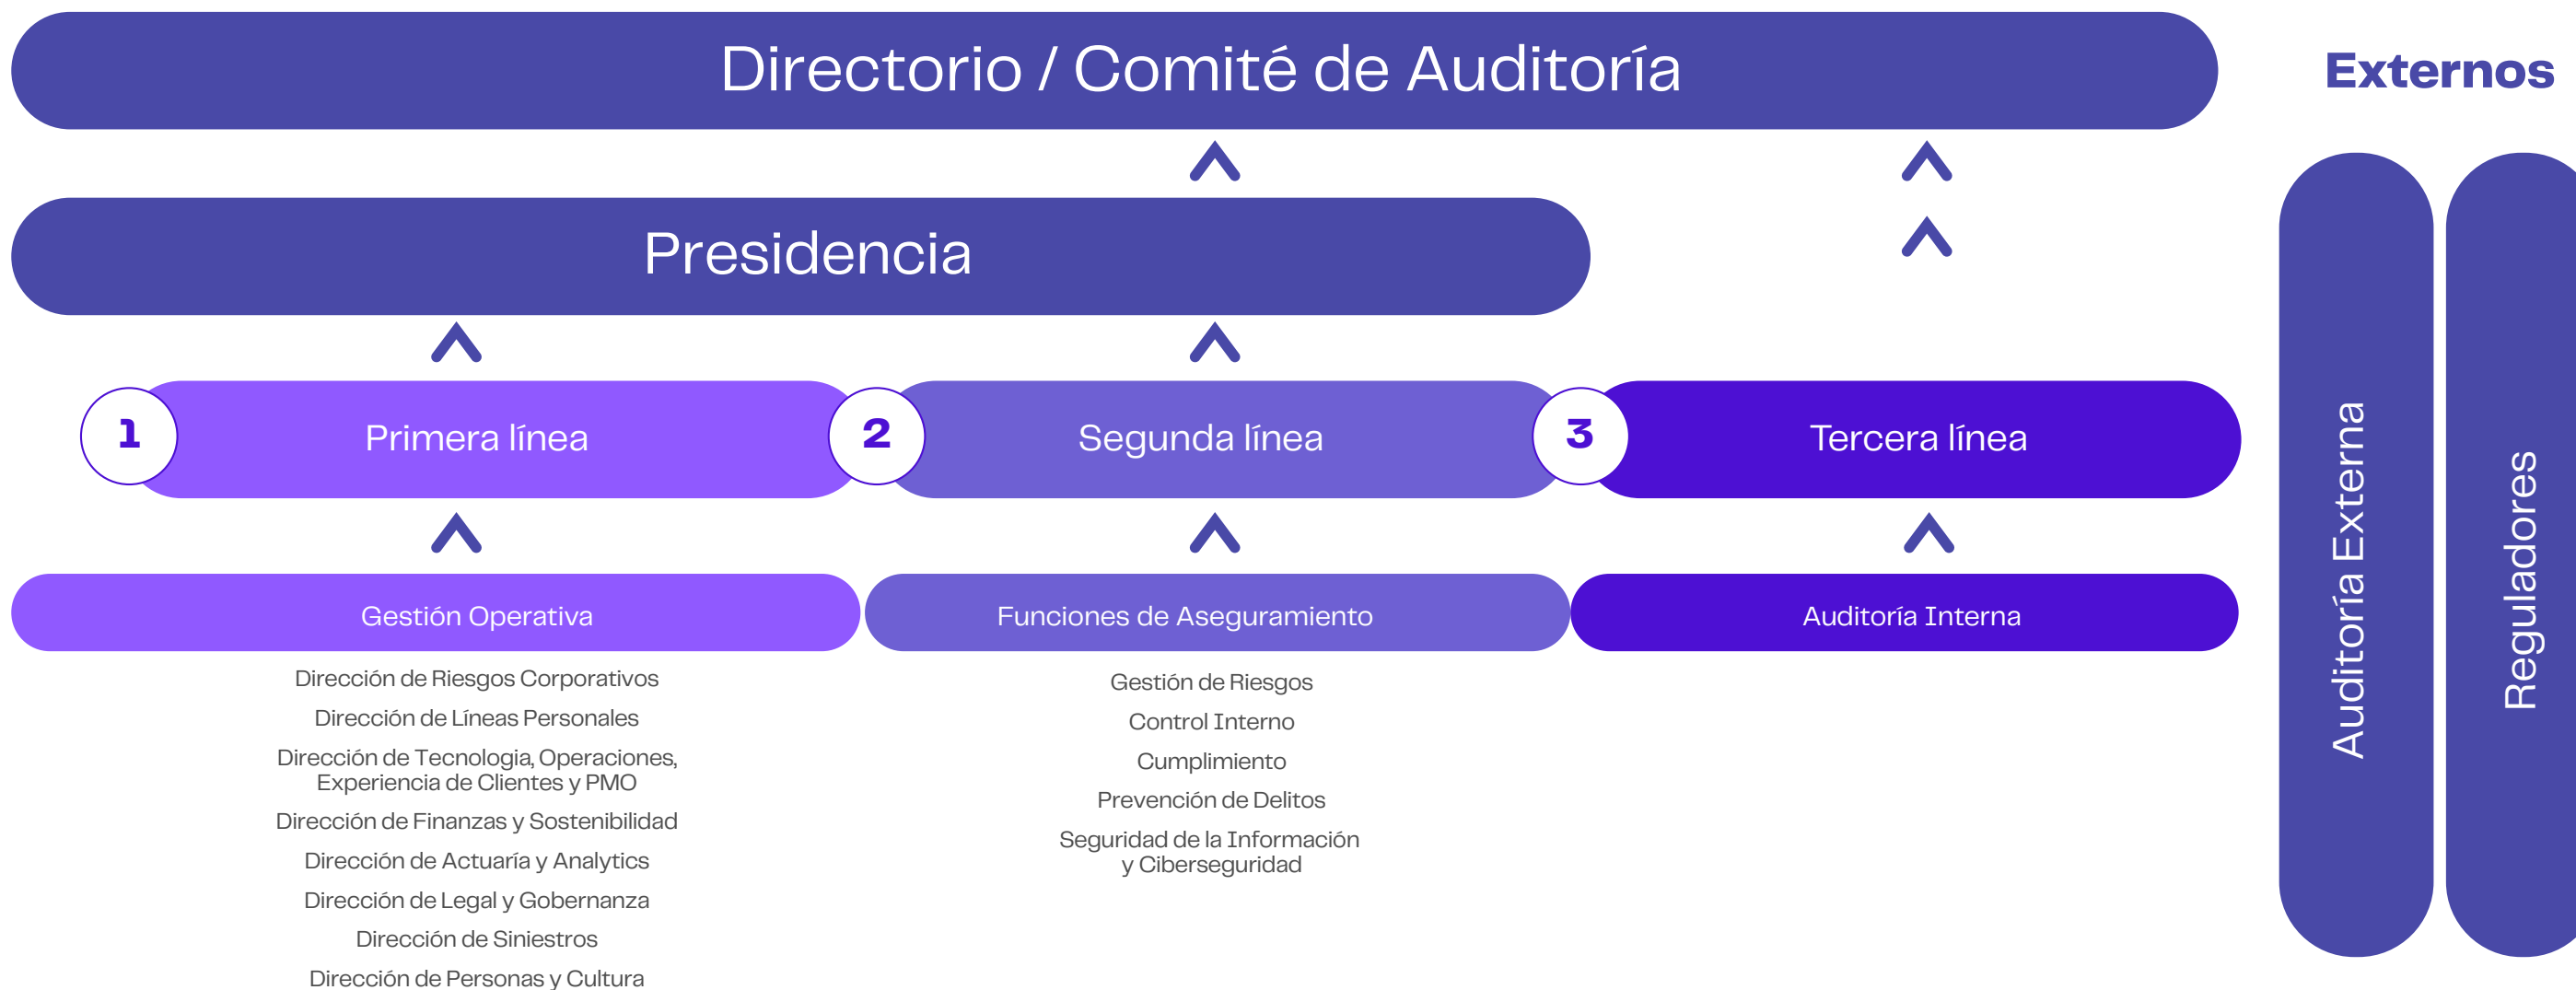 Directorio / Comité de Auditoría
Externos
Presidencia
1
Primera línea
2
Segunda línea
3
Tercera línea
Gestión Operativa
Funciones de Aseguramiento
Auditoría Interna
Dirección de Riesgos Corporativos
Dirección de Líneas Personales
Dirección de Tecnologia, Operaciones,
Experiencia de Clientes y PMO
Dirección de Finanzas y Sostenibilidad
Dirección de Actuaría y Analytics
Dirección de Legal y Gobernanza
Dirección de Siniestros
Dirección de Personas y Cultura
Gestión de Riesgos
Control Interno
Cumplimiento
Prevención de Delitos
Seguridad de la Información
y Ciberseguridad
Auditoría Externa
Reguladores